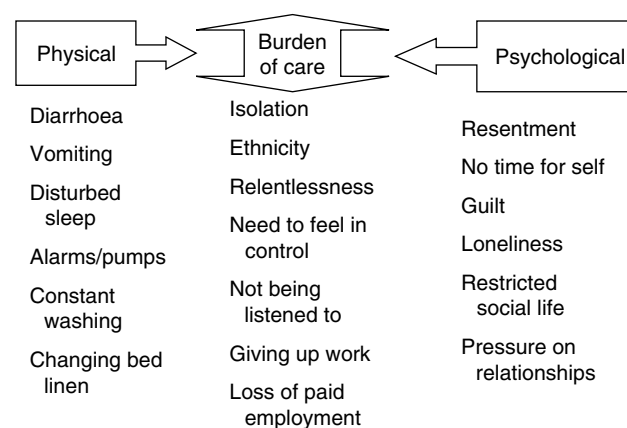 Physical
Burden
of care
Psychological
Diarrhoea
Vomiting
Disturbed
sleep
Alarms/pumps
Constant
washing
Changing bed
linen
Isolation
Ethnicity
Relentlessness
Need to feel in
control
Not being
listened to
Giving up work
Loss of paid
employment
Resentment
No time for self
Guilt
Loneliness
Restricted
social life
Pressure on
relationships